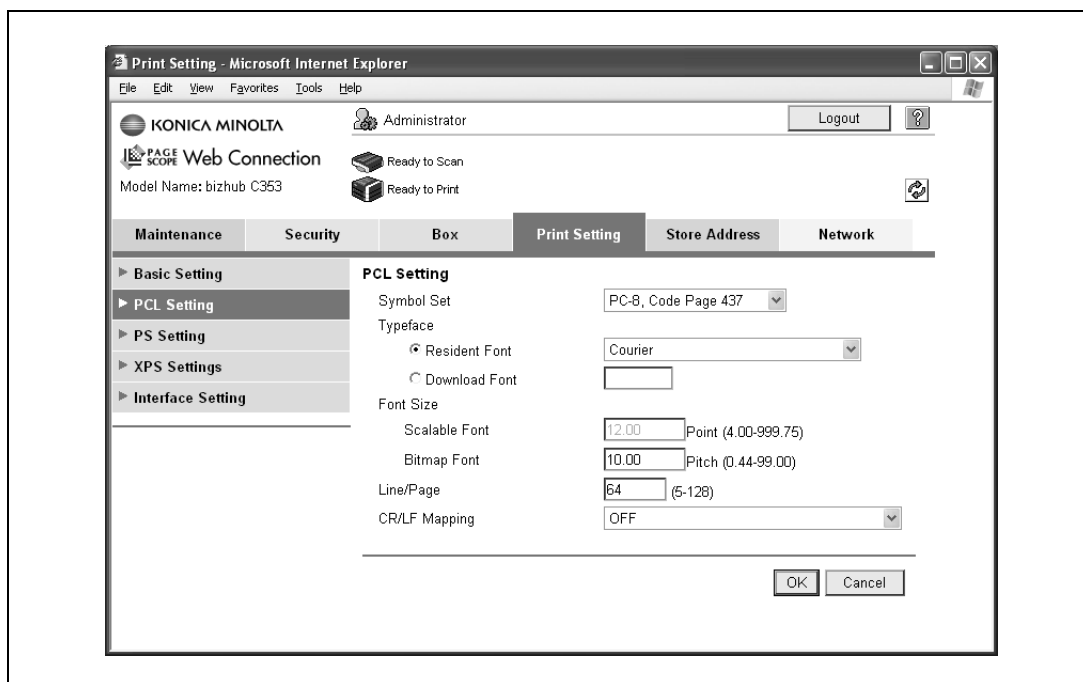 Print Setting - Microsoft Internet Explorer
File Edit View Favorites Tools Help
KONICA MINOLTA
Administrator
Logout
?
PAGE SCOPE Web Connection
Ready to Scan
Model Name: bizhub C353
Ready to Print
Maintenance Security Box Print Setting Store Address Network
Basic Setting
PCL Setting
PS Setting
XPS Settings
Interface Setting
PCL Setting
Symbol Set PC-8, Code Page 437
Typeface
Resident Font Courier
Download Font
Font Size
Scalable Font 12.00 Point (4.00-999.75)
Bitmap Font 10.00 Pitch (0.44-99.00)
Line/Page 64 (5-128)
CR/LF Mapping OFF
OK Cancel